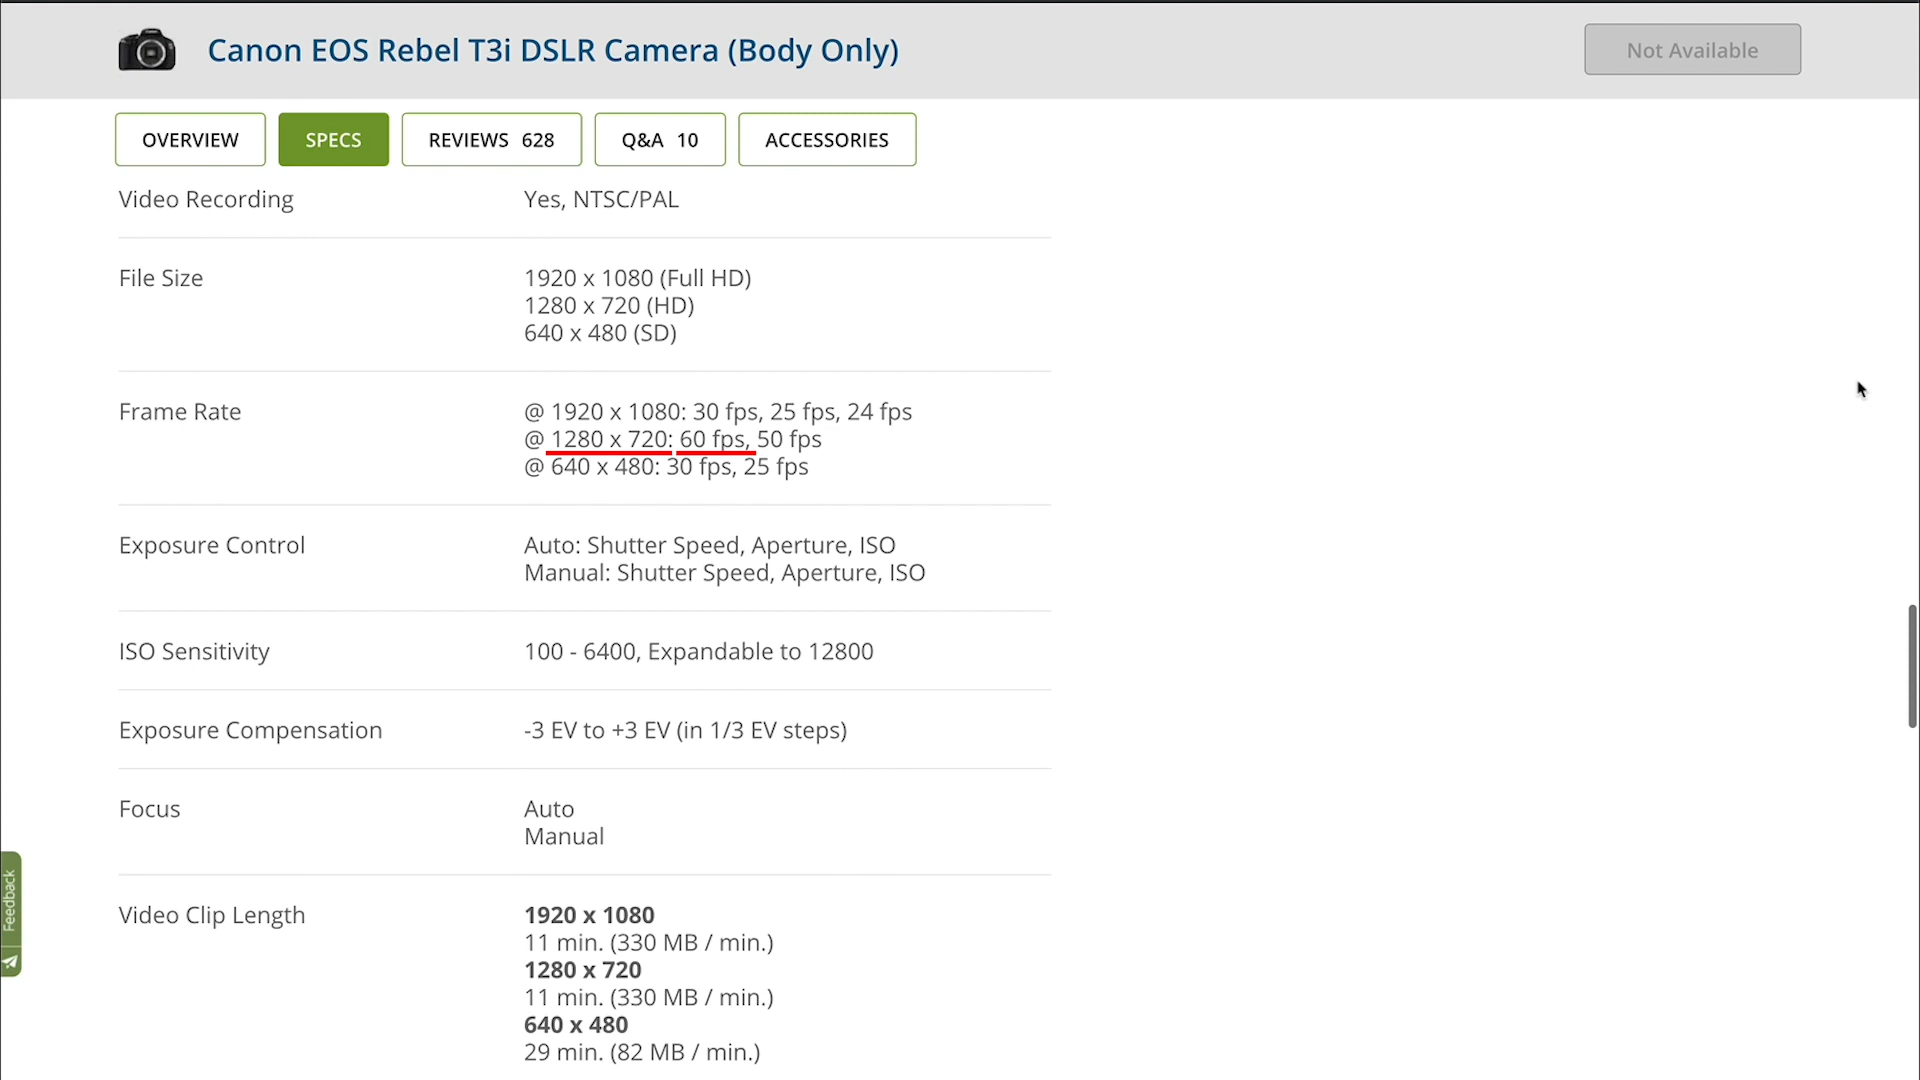 Canon EOS Rebel T3i DSLR Camera (Body Only)
Not Available
OVERVIEW
SPECS
REVIEWS 628
Q&A 10
ACCESSORIES
Video Recording
Yes, NTSC/PAL
File Size
1920 x 1080 (Full HD)
1280 x 720 (HD)
640 x 480 (SD)
Frame Rate
@ 1920 x 1080: 30 fps, 25 fps, 24 fps
@ 1280 x 720: 60 fps, 50 fps
@ 640 x 480: 30 fps, 25 fps
Exposure Control
Auto: Shutter Speed, Aperture, ISO
Manual: Shutter Speed, Aperture, ISO
ISO Sensitivity
100 - 6400, Expandable to 12800
Exposure Compensation
-3 EV to +3 EV (in 1/3 EV steps)
Focus
Auto
Manual
Video Clip Length
1920 x 1080
11 min. (330 MB / min.)
1280 x 720
11 min. (330 MB / min.)
640 x 480
29 min. (82 MB / min.)
Feedback